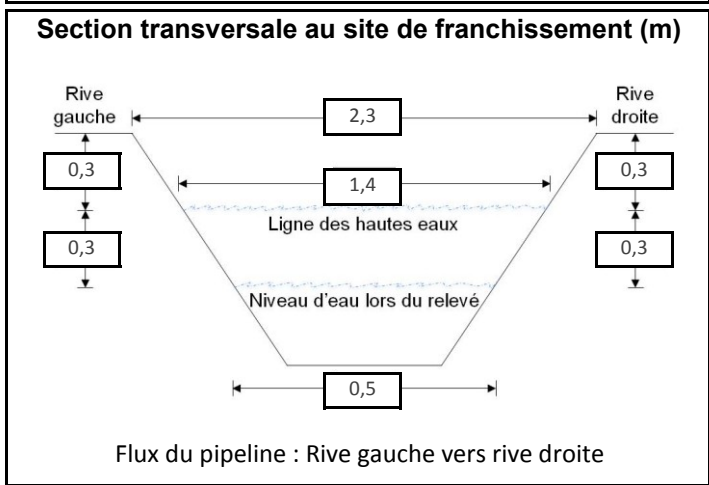 Section transversale au site de franchissement (m)
Rive gauche
Rive droite
2,3
0,3
0,3
1,4
Ligne des hautes eaux
0,3
0,3
Niveau d'eau lors du relevé
0,5
Flux du pipeline : Rive gauche vers rive droite